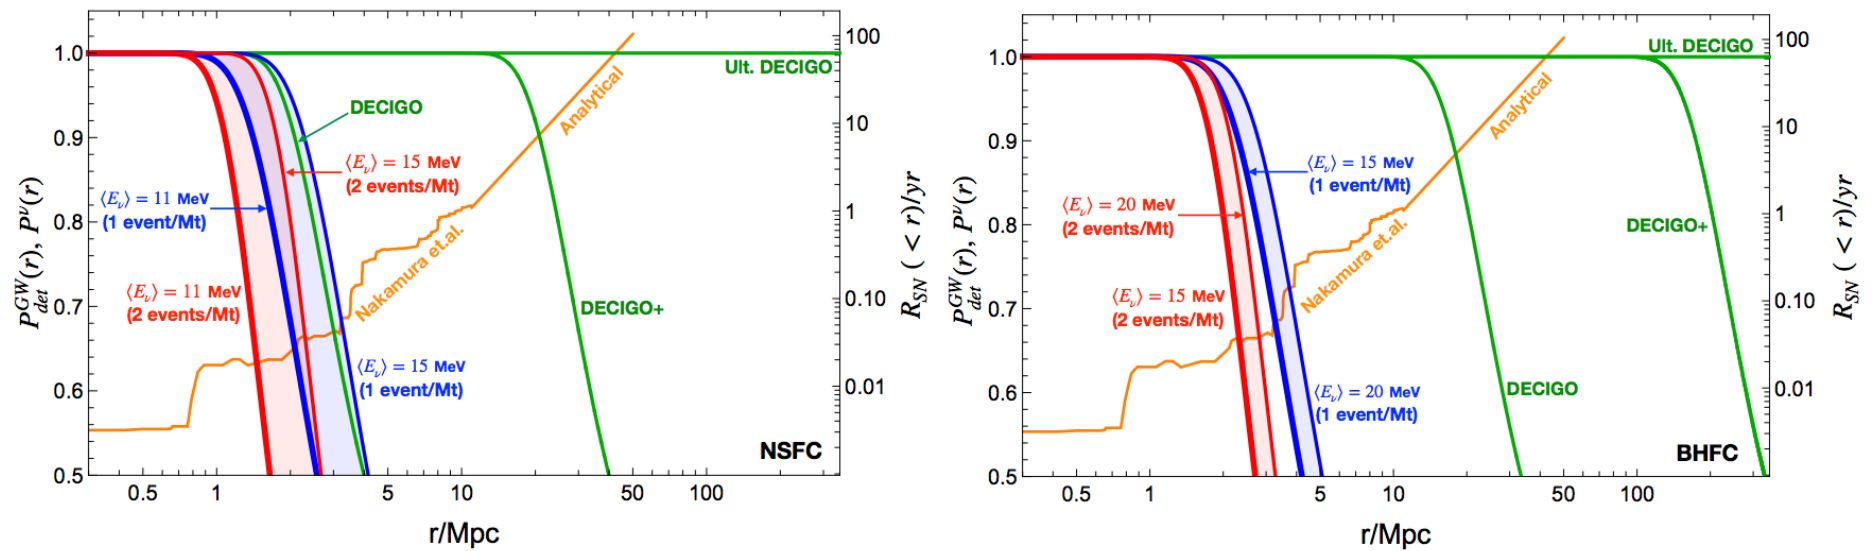 1.0
0.9
0.8
0.7
0.6
0.5
P^{GW}_{det}(r), P^ν(r)
0.5 1 5 10 50 100
r/Mpc
100
10
1
0.10
0.01
R_{SN} (< r)/yr
Ult. DECIGO
Analytical
DECIGO
⟨E_ν⟩ = 15 MeV
(2 events/Mt)
⟨E_ν⟩ = 11 MeV
(1 event/Mt)
Nakamura et.al.
⟨E_ν⟩ = 11 MeV
(2 events/Mt)
DECIGO+
⟨E_ν⟩ = 15 MeV
(1 event/Mt)
NSFC
1.0
0.9
0.8
0.7
0.6
0.5
P^{GW}_{det}(r), P^ν(r)
0.5 1 5 10 50 100
r/Mpc
100
10
1
0.10
0.01
R_{SN} (< r)/yr
Ult. DECIGO
Analytical
⟨E_ν⟩ = 15 MeV
(1 event/Mt)
⟨E_ν⟩ = 20 MeV
(2 events/Mt)
DECIGO+
Nakamura et.al.
⟨E_ν⟩ = 15 MeV
(2 events/Mt)
DECIGO
⟨E_ν⟩ = 20 MeV
(1 event/Mt)
BHFC